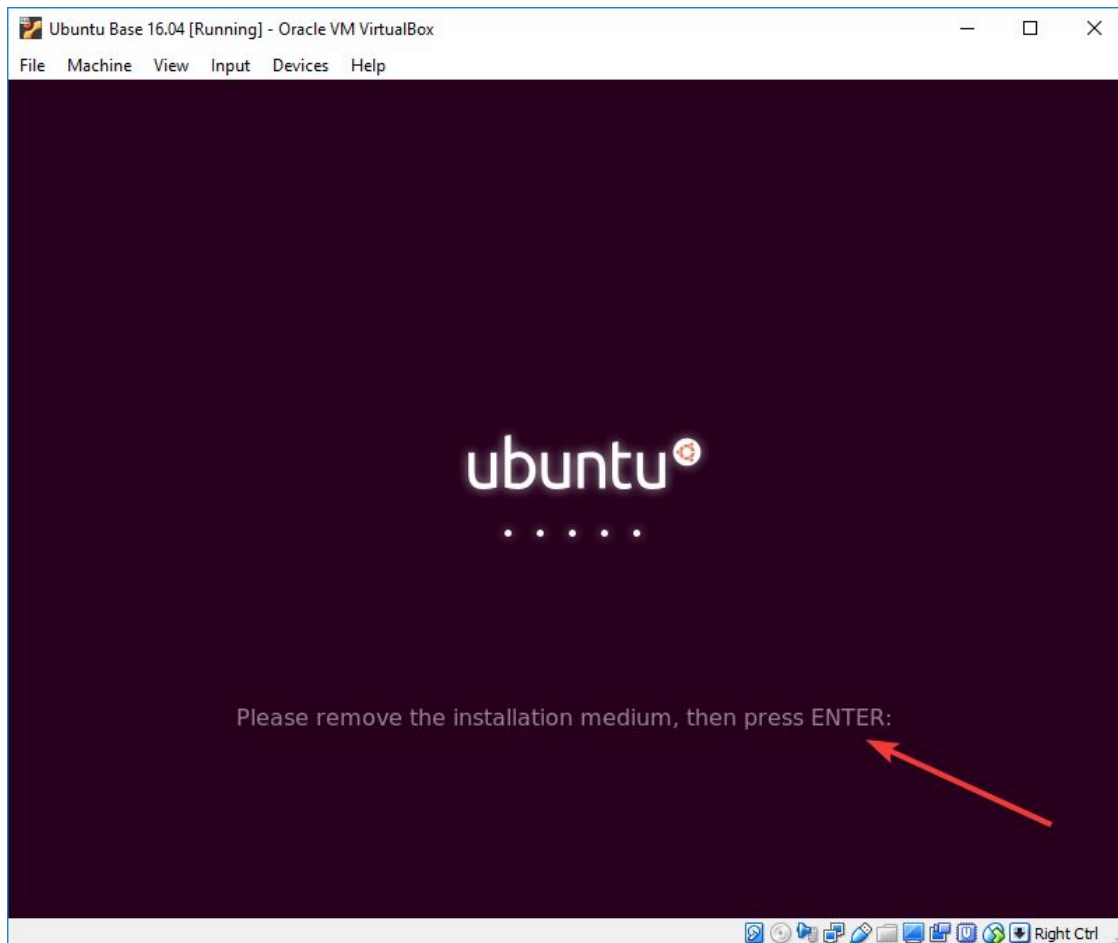 Ubuntu Base 16.04 [Running] - Oracle VM VirtualBox
File Machine View Input Devices Help
ubuntu
Please remove the installation medium, then press ENTER:
Right Ctrl